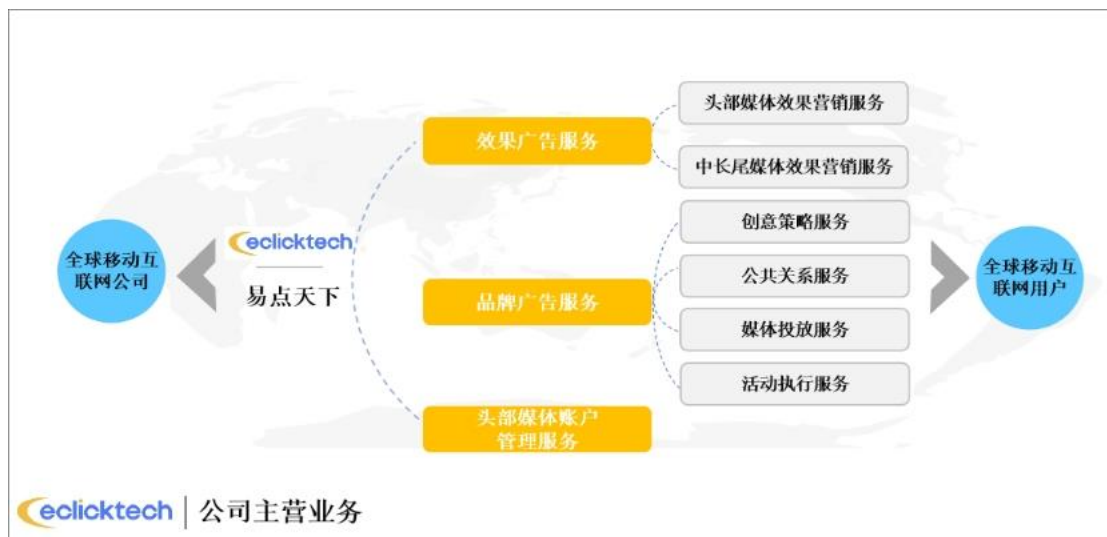 全球移动互
联网公司
eclicktech
易点天下
效果广告服务
头部媒体效果营销服务
中长尾媒体效果营销服务
品牌广告服务
创意策略服务
公共关系服务
媒体投放服务
活动执行服务
头部媒体账户
管理服务
全球移动互
联网用户
eclicktech | 公司主营业务